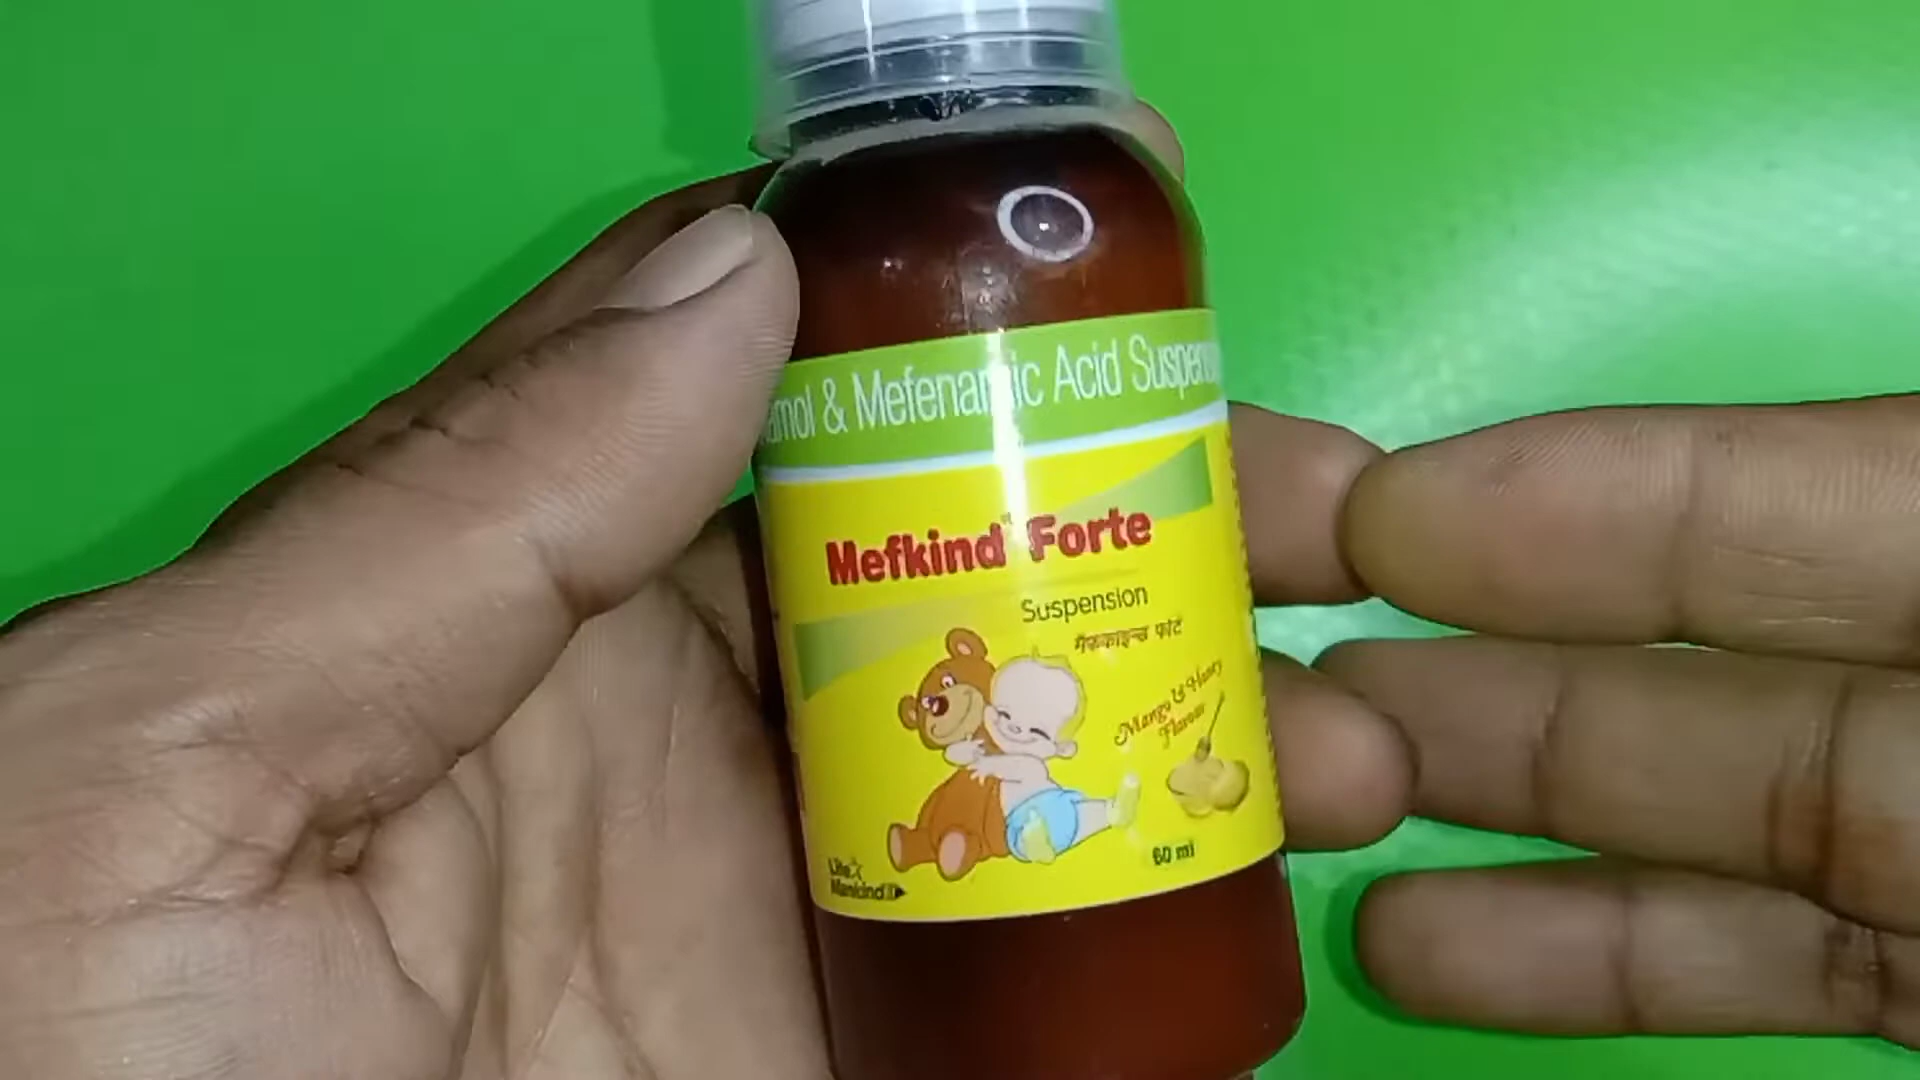 amol & Mefenamic Acid Suspens
Mefkind Forte
Suspension
मैफकाइन्ड फोर्ट
Mango & Honey
Flavour
60 ml
Life
Mankind